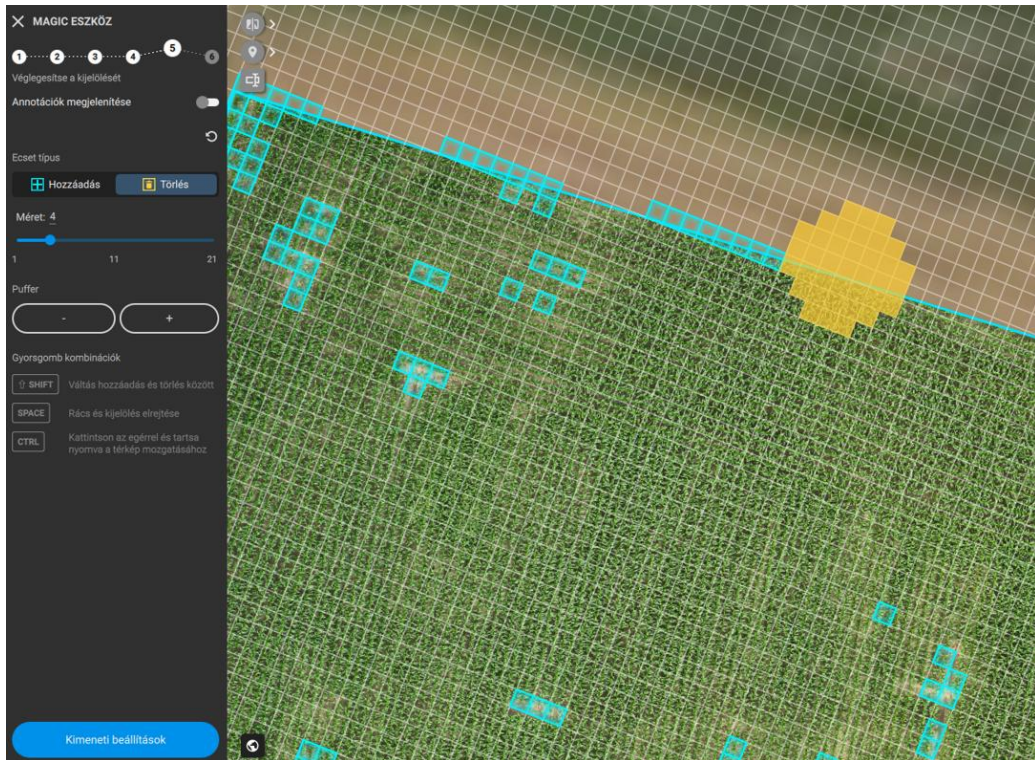 MAGIC ESZKÖZ
1 2 3 4 5 6
Véglegesítse a kijelölését
Annotációk megjelenítése
Ecset típus
Hozzáadás Törlés
Méret: 4
1 11 21
Puffer
- +
Gyorsgomb kombinációk
⇧ SHIFT Váltás hozzáadás és törlés között
SPACE Rács és kijelölés elrejtése
CTRL Kattintson az egérrel és tartsa
nyomva a térkép mozgatásához
Kimeneti beállítások